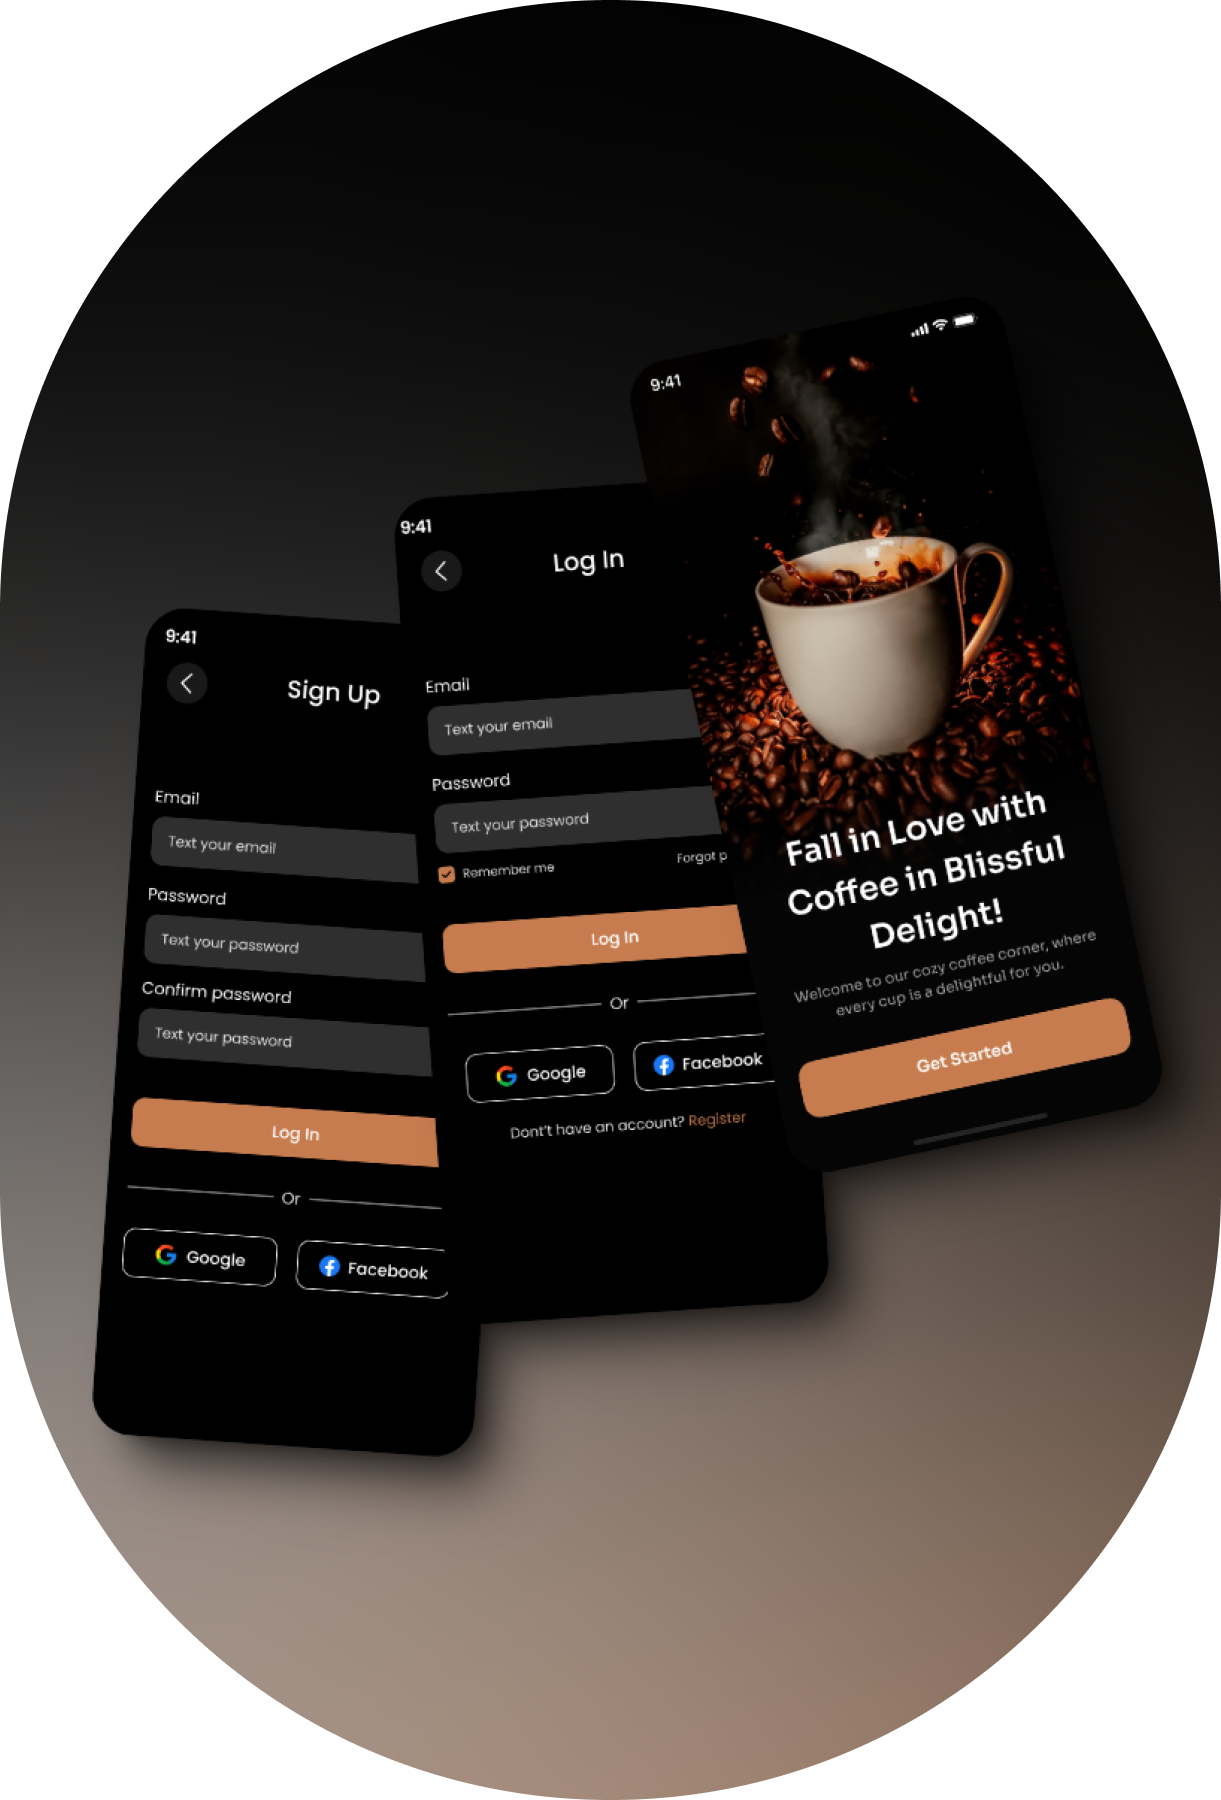 9:41
Sign Up
Email
Text your email
Password
Text your password
Confirm password
Text your password
Log In
Or
Google
Facebook
9:41
Log In
Email
Text your email
Password
Text your password
Remember me
Forgot p
Log In
Or
Google
Facebook
Dont't have an account? Register
9:41
Fall in Love with
Coffee in Blissful
Delight!
Welcome to our cozy coffee corner, where
every cup is a delightful for you.
Get Started